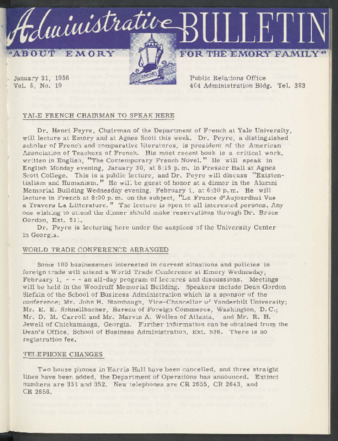 Administrative BULLETIN
"ABOUT EMORY FOR THE EMORY FAMILY"
January 31, 1956 Public Relations Office
Vol. 5, No. 19 404 Administration Bldg. Tel. 383
YALE FRENCH CHAIRMAN TO SPEAK HERE
Dr. Henri Peyre, Chairman of the Department of French at Yale University,
will lecture at Emory and at Agnes Scott this week. Dr. Peyre, a distinguished
scholar of French and comparative literatures, is president of the American
Association of Teachers of French. His most recent book is a critical work,
written in English, "The Contemporary French Novel." He will speak in
English Monday evening, January 30, at 8:15 p.m. in Presser Hall at Agnes
Scott College. This is a public lecture, and Dr. Peyre will discuss "Existen-
tialism and Humanism." He will be guest of honor at a dinner in the Alumni
Memorial Building Wednesday evening, February 1, at 6:00 p.m. He will
lecture in French at 8:00 p.m. on the subject, "La France d'Aujourdhui Vue
a Travers La Litterature." The lecture is open to all interested persons. Any
one wishing to attend the dinner should make reservations through Dr. Bruce
Gordon, Ext. 511.
Dr. Peyre is lecturing here under the auspices of the University Center
in Georgia.
WORLD TRADE CONFERENCE ARRANGED
Some 100 businessmen interested in current situations and policies in
foreign trade will attend a World Trade Conference at Emory Wednesday,
February 1, - - - an all-day program of lectures and discussions. Meetings
will be held in the Woodruff Memorial Building. Speakers include Dean Gordon
Siefkin of the School of Business Administration which is a sponsor of the
conference; Mr. John H. Stambaugh, Vice-Chancellor of Vanderbilt University;
Mr. E. E. Schnellbacher, Bureau of Foreign Commerce, Washington, D. C.;
Mr. D. M. Carroll and Mr. Marvin A. Wolles of Atlanta, and Mr. R. H.
Jewell of Chickamauga, Georgia. Further information can be obtained from the
Dean's Office, School of Business Administration, Ext. 538. There is no
registration fee.
TELEPHONE CHANGES
Two house phones in Harris Hall have been cancelled, and three straight
lines have been added, the Department of Operations has announced. Extinct
numbers are 351 and 352. New telephones are CR 2655, CR 2643, and
CR 2656.